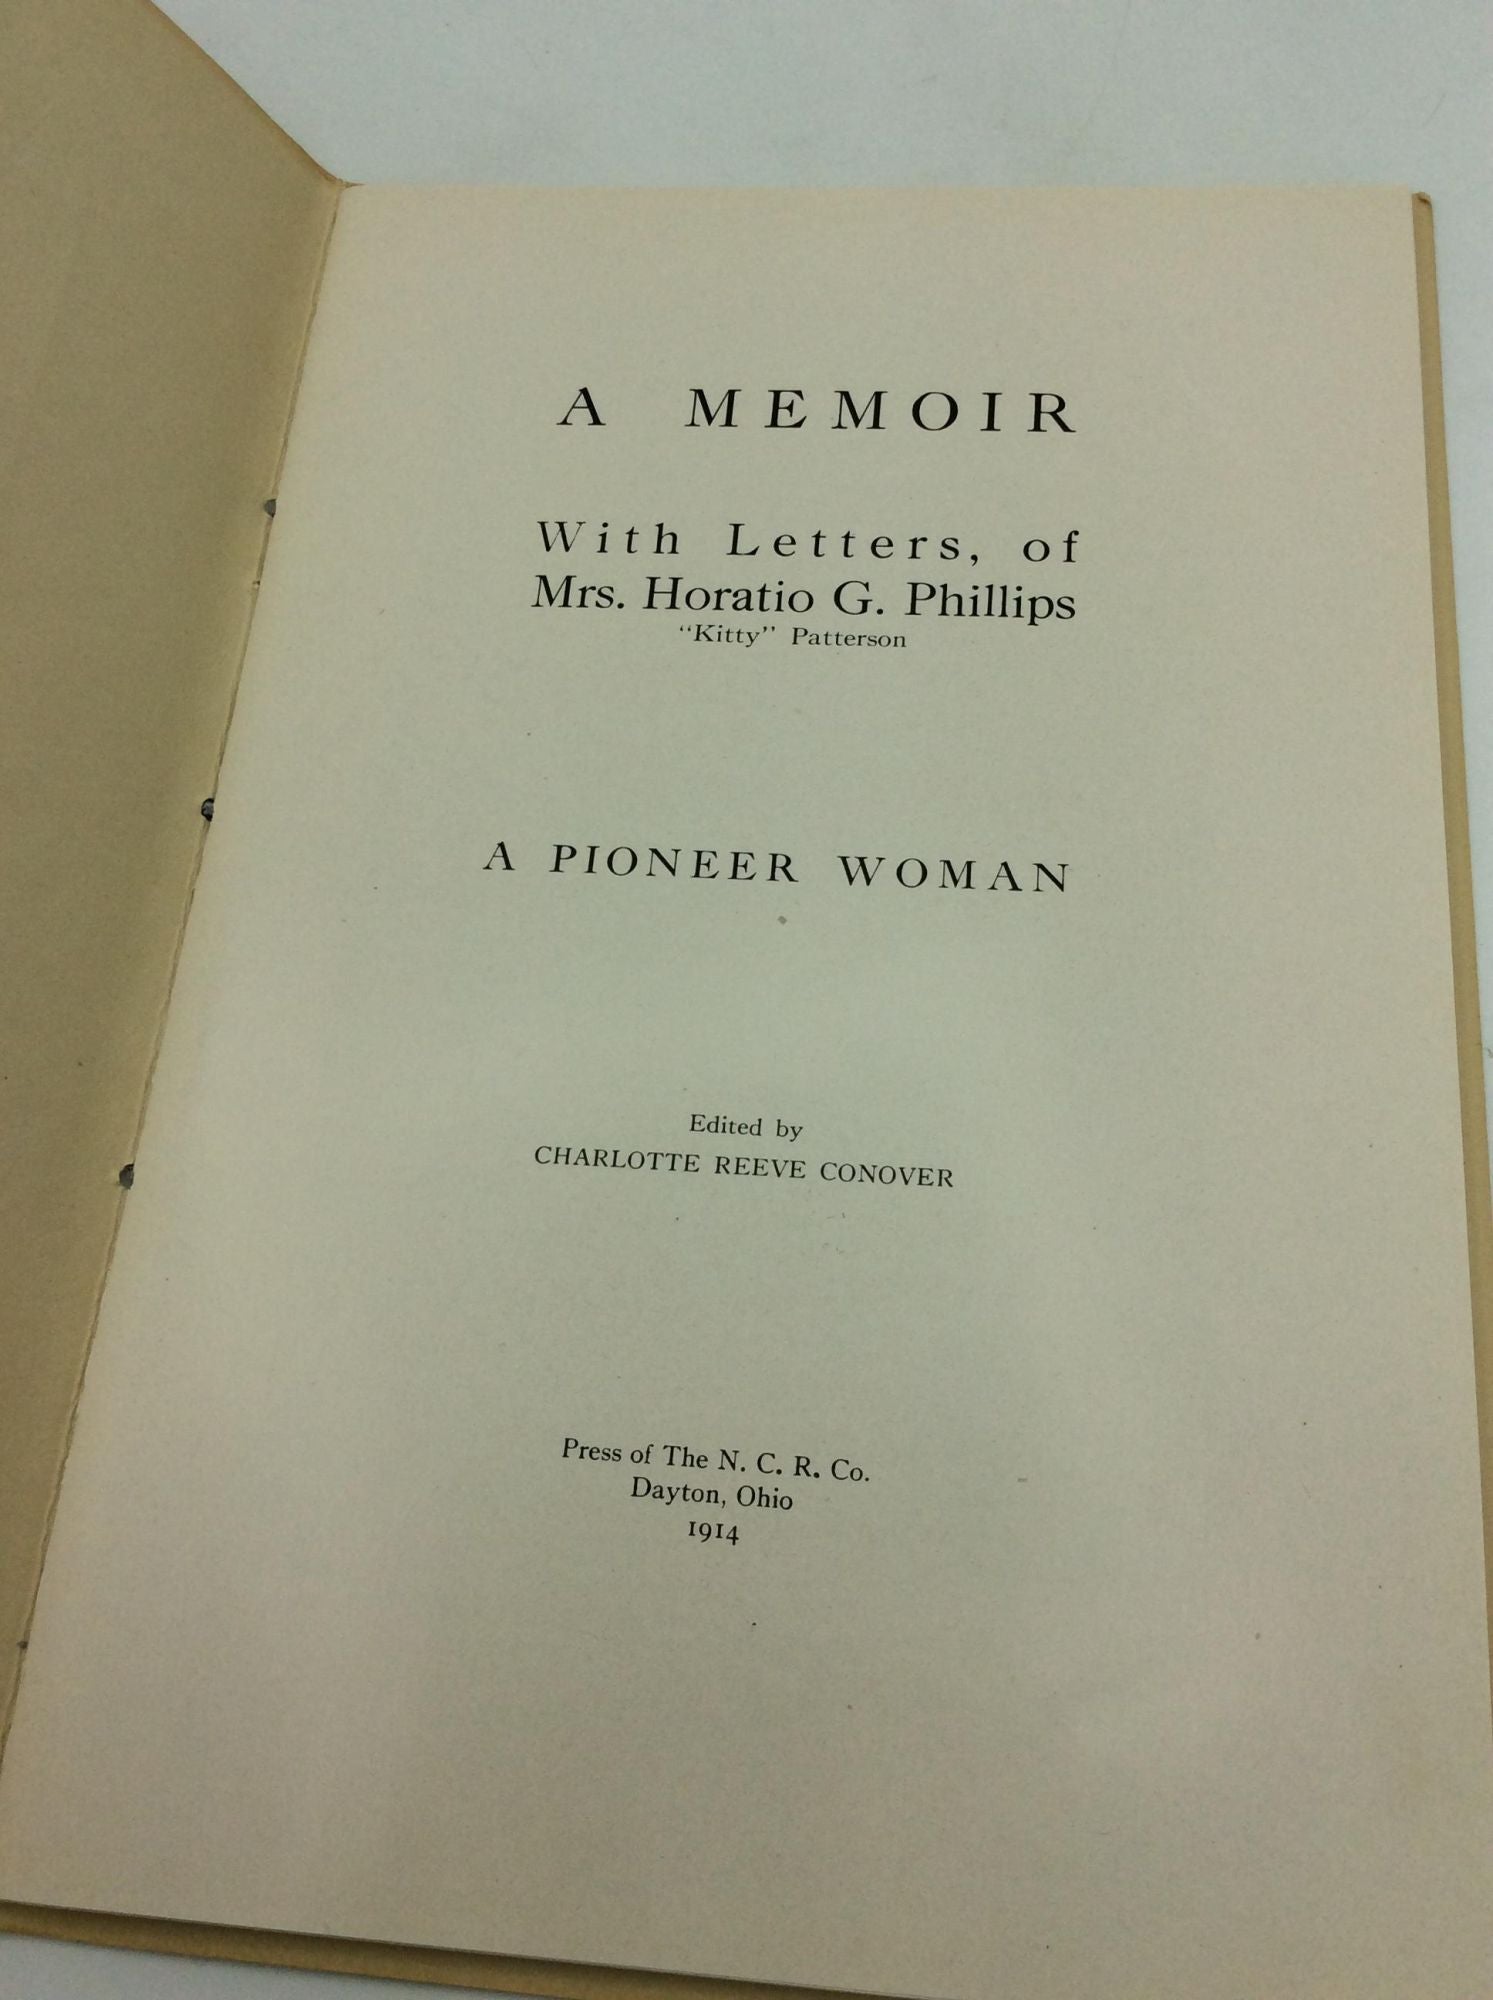 A MEMOIR
With Letters, of
Mrs. Horatio G. Phillips
“Kitty” Patterson
A PIONEER WOMAN
Edited by
CHARLOTTE REEVE CONOVER
Press of The N. C. R. Co.
Dayton, Ohio
1914